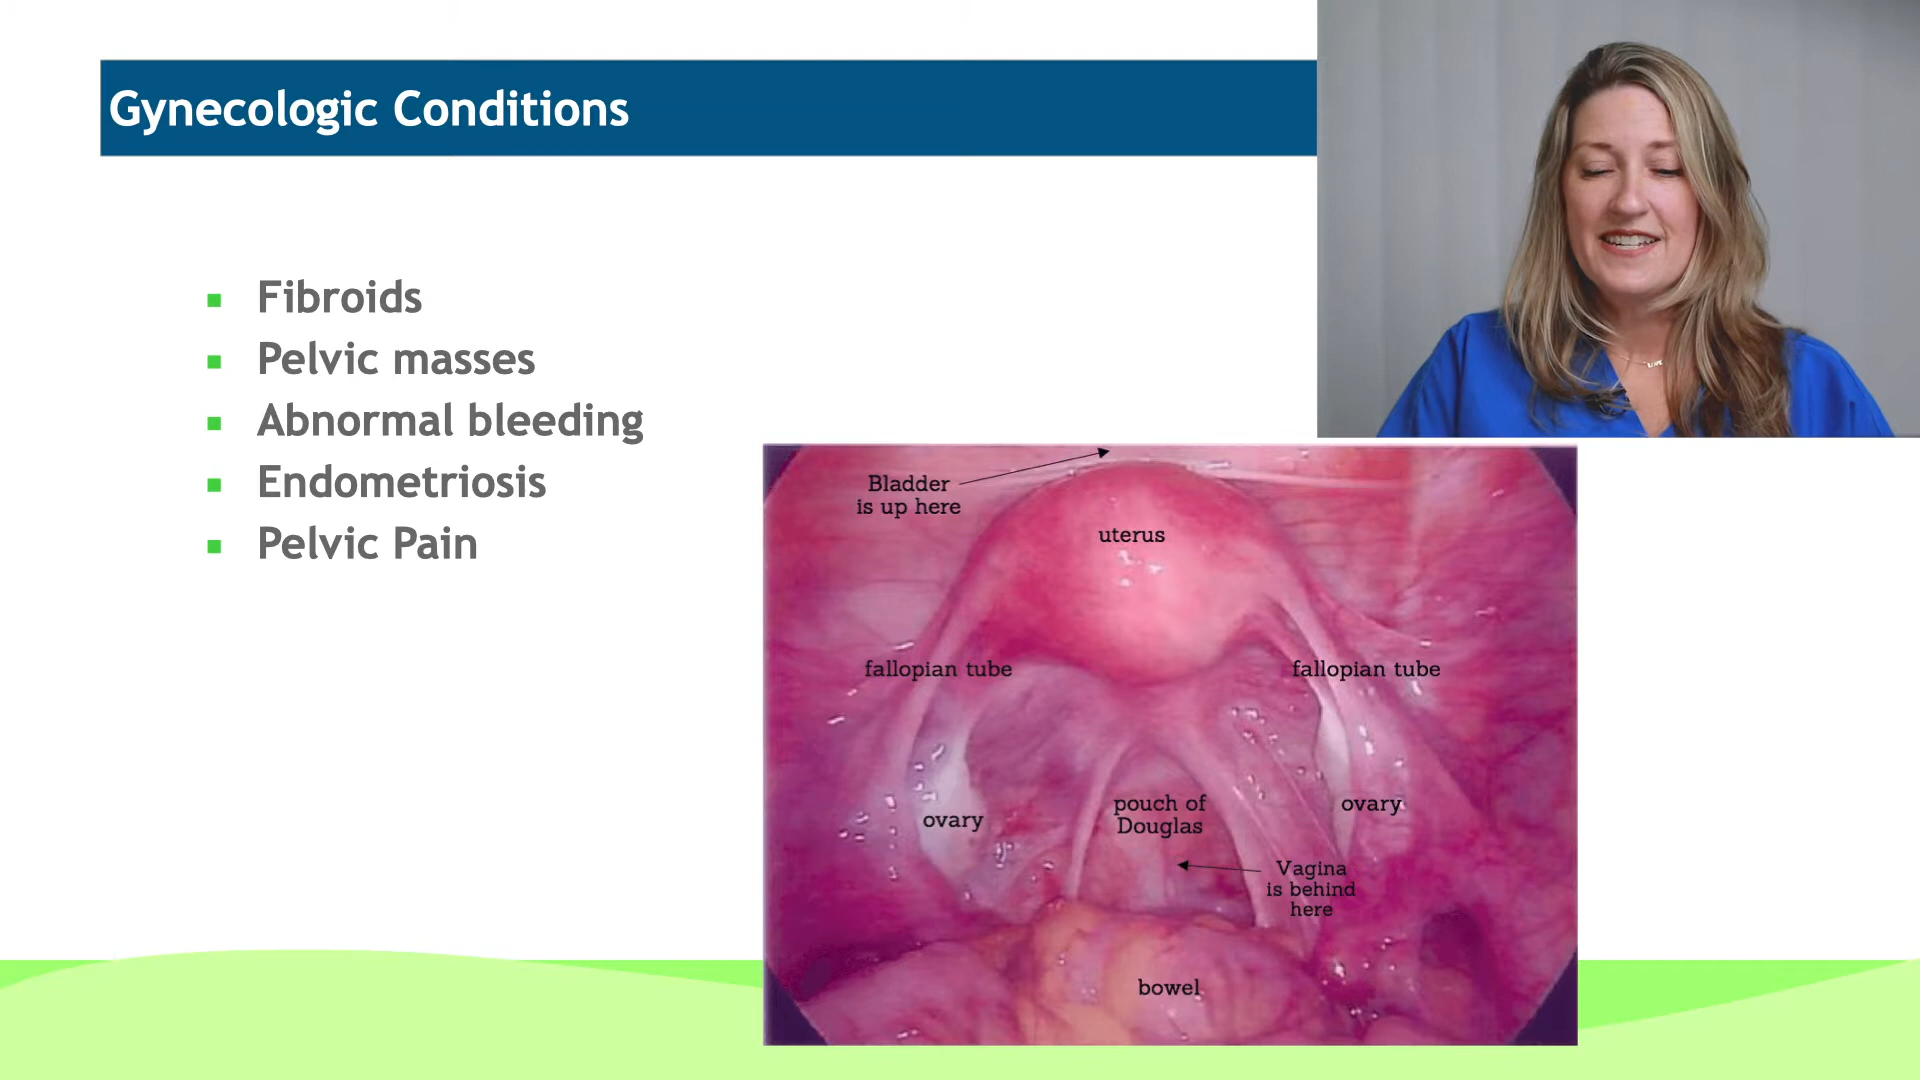 Gynecologic Conditions
Fibroids
Pelvic masses
Abnormal bleeding
Endometriosis
Pelvic Pain
Bladder
is up here
uterus
fallopian tube
fallopian tube
ovary
pouch of
Douglas
ovary
Vagina
is behind
here
bowel